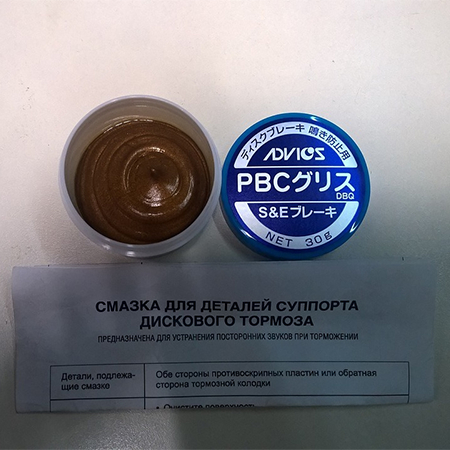 ディスクブレーキ 鳴き防止用
ADVICS
PBCグリス
DBQ
S&Eブレーキ
NET 30g
СМАЗКА ДЛЯ ДЕТАЛЕЙ СУППОРТА
ДИСКОВОГО ТОРМОЗА
ПРЕДНАЗНАЧЕНА ДЛЯ УСТРАНЕНИЯ ПОСТОРОННИХ ЗВУКОВ ПРИ ТОРМОЖЕНИИ
Детали, подлежа-
щие смазке
Обе стороны противоскрипных пластин или обратная
сторона тормозной колодки
• Очистите поверхность